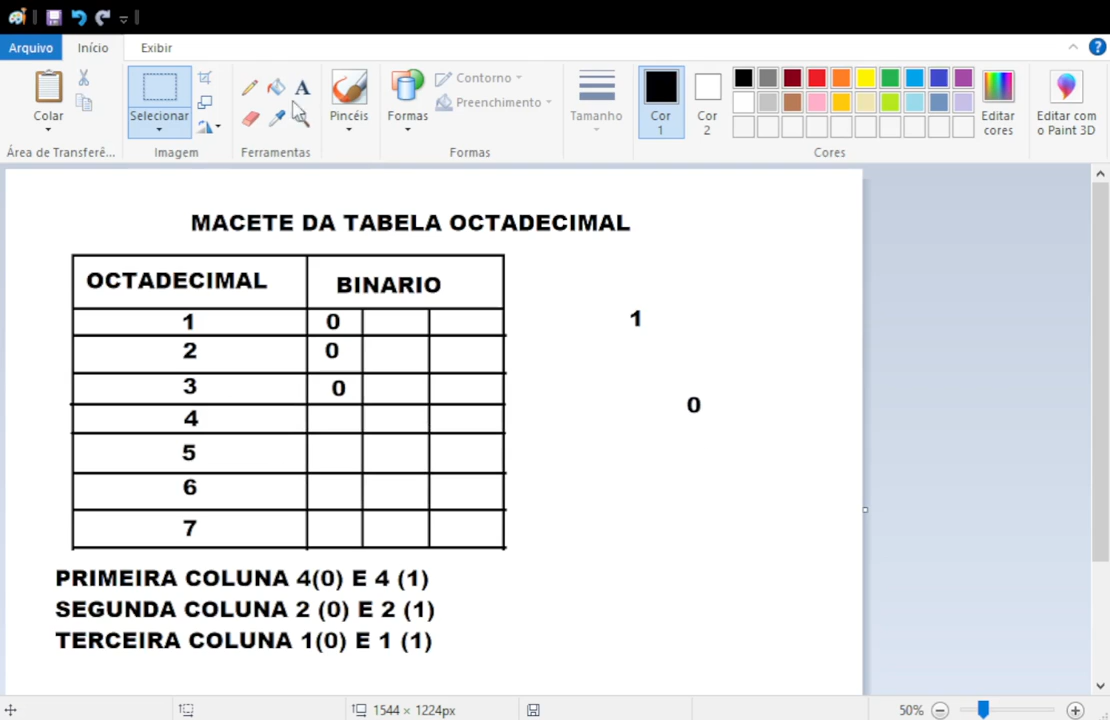 Arquivo Início Exibir
Colar
Selecionar
Pincéis
Formas
Contorno
Preenchimento
Tamanho
Cor 1
Cor 2
Editar cores
Editar com o Paint 3D
Área de Transferê... Imagem Ferramentas Formas Cores
MACETE DA TABELA OCTADECIMAL
OCTADECIMAL BINARIO
1 0 1
2 0
3 0 0
4
5
6
7
PRIMEIRA COLUNA 4(0) E 4 (1)
SEGUNDA COLUNA 2 (0) E 2 (1)
TERCEIRA COLUNA 1(0) E 1 (1)
1544 × 1224px 50%